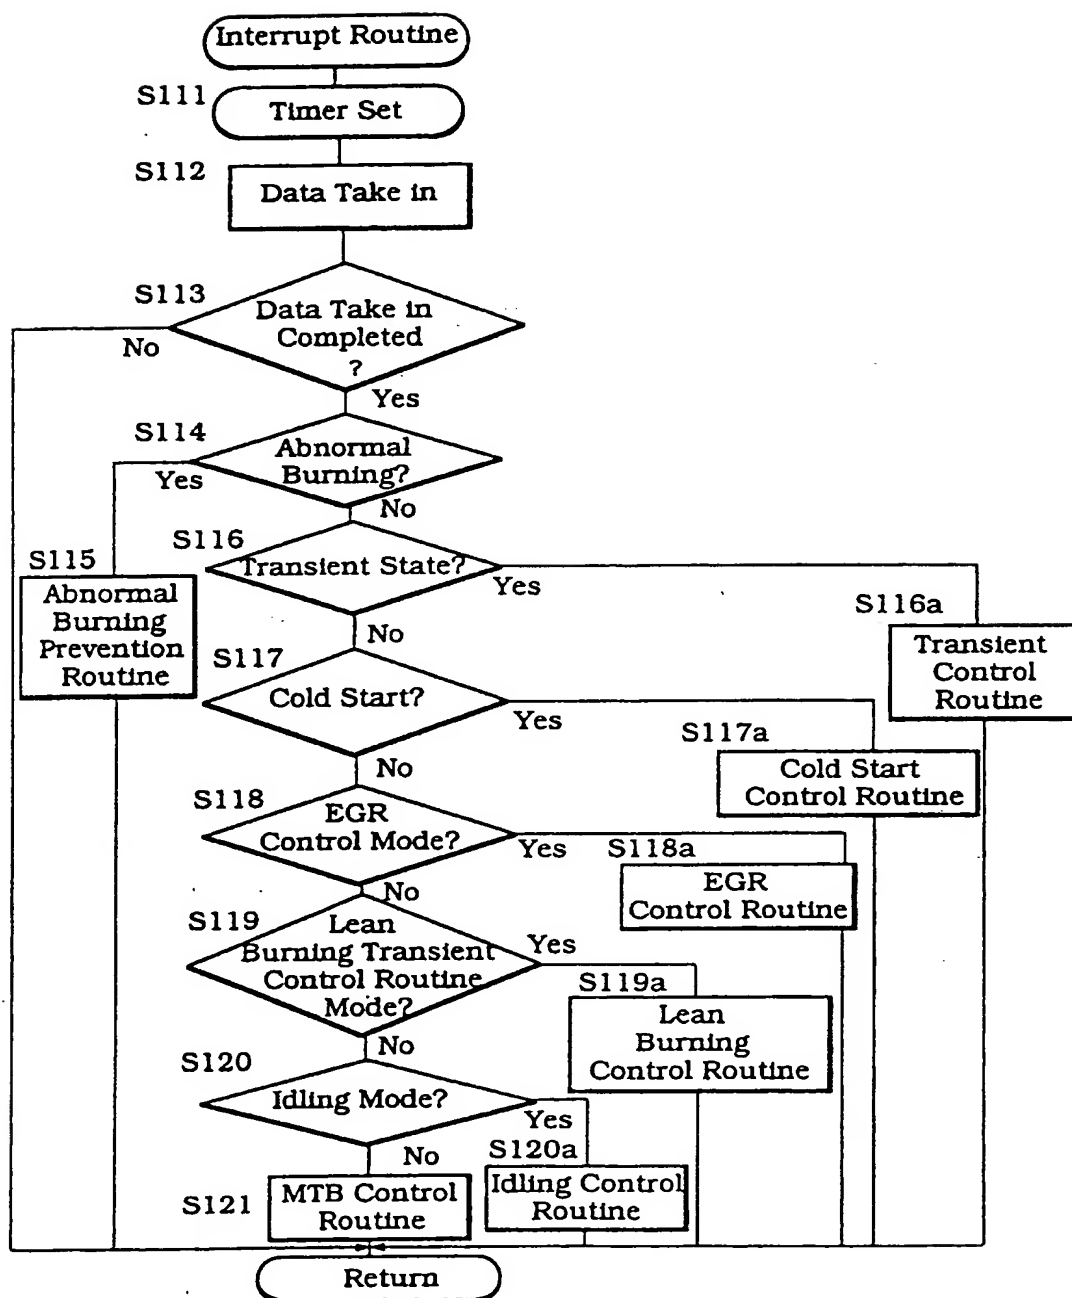 Interrupt Routine
S111
Timer Set
S112
Data Take in
S113
Data Take in
Completed
?
No
Yes
S114
Abnormal
Burning?
Yes
No
S115
Abnormal
Burning
Prevention
Routine
S116
Transient State?
Yes
S116a
Transient
Control
Routine
No
S117
Cold Start?
Yes
S117a
Cold Start
Control Routine
No
S118
EGR
Control Mode?
Yes
S118a
EGR
Control Routine
No
S119
Lean
Burning Transient
Control Routine
Mode?
Yes
S119a
Lean
Burning
Control Routine
No
S120
Idling Mode?
Yes
S120a
Idling Control
Routine
No
S121
MTB Control
Routine
Return